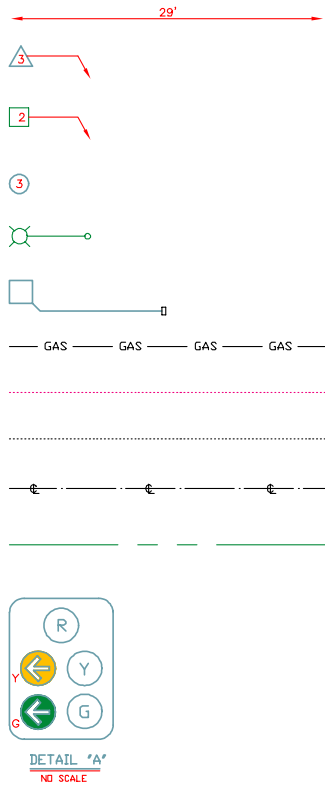 29'
3
2
3
GAS GAS GAS GAS
℄ ℄ ℄
R
Y Y
G G
DETAIL "A"
NO SCALE